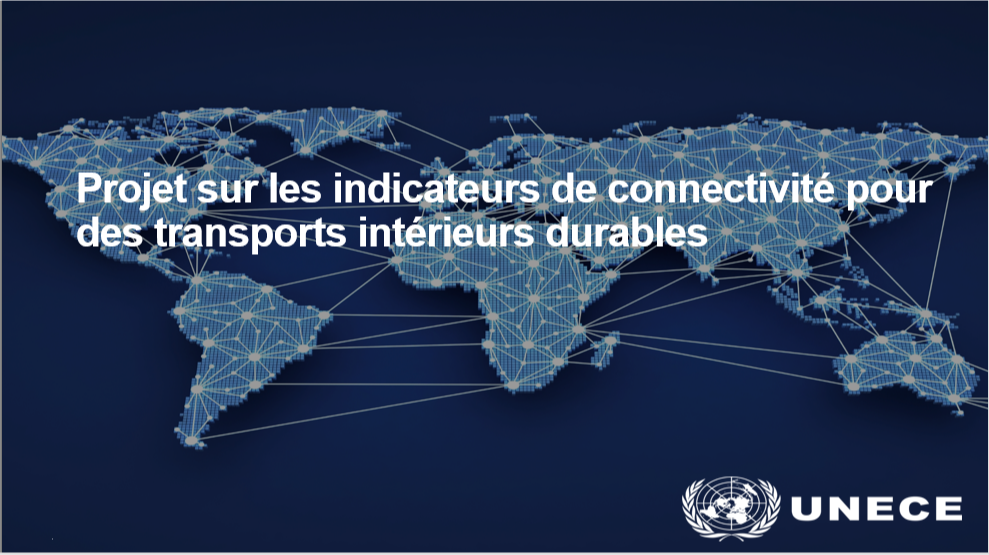 Projet sur les indicateurs de connectivité pour
des transports intérieurs durables
UNECE